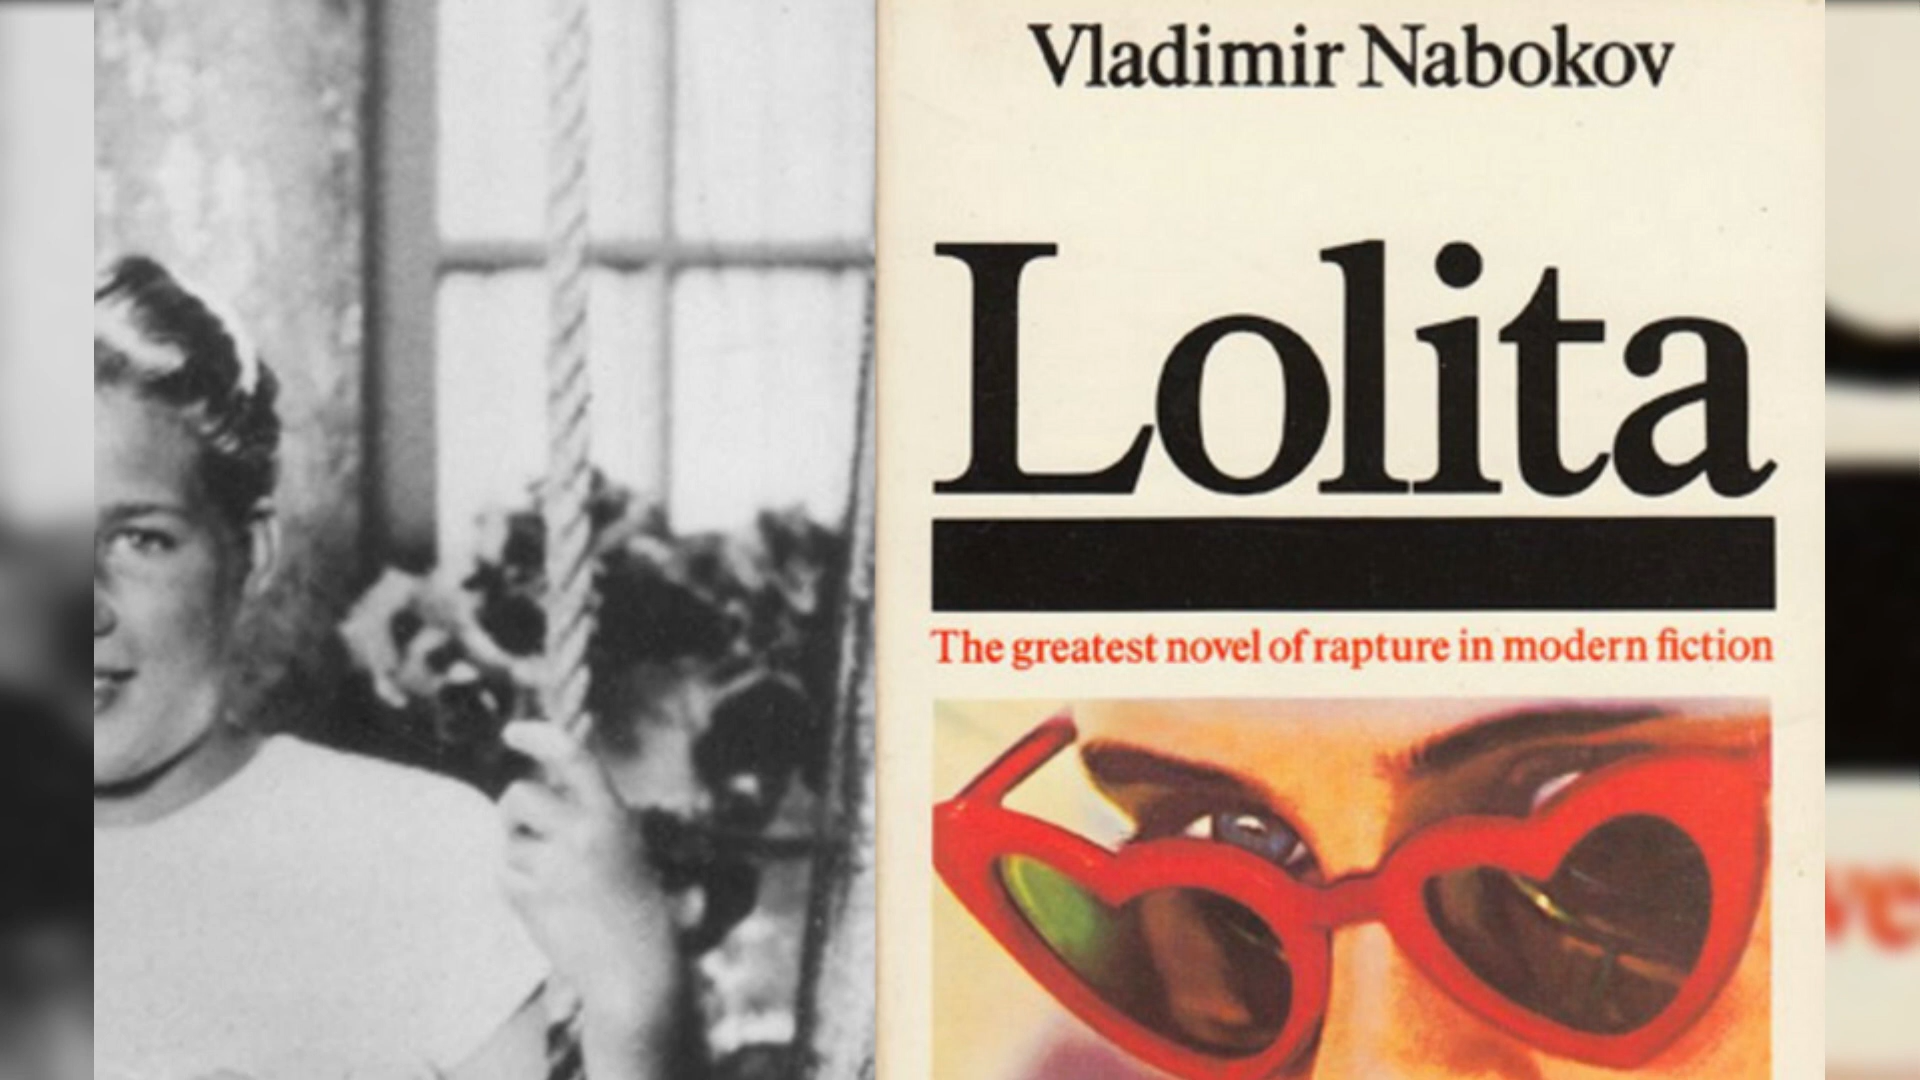 Vladimir Nabokov
Lolita
The greatest novel of rapture in modern fiction